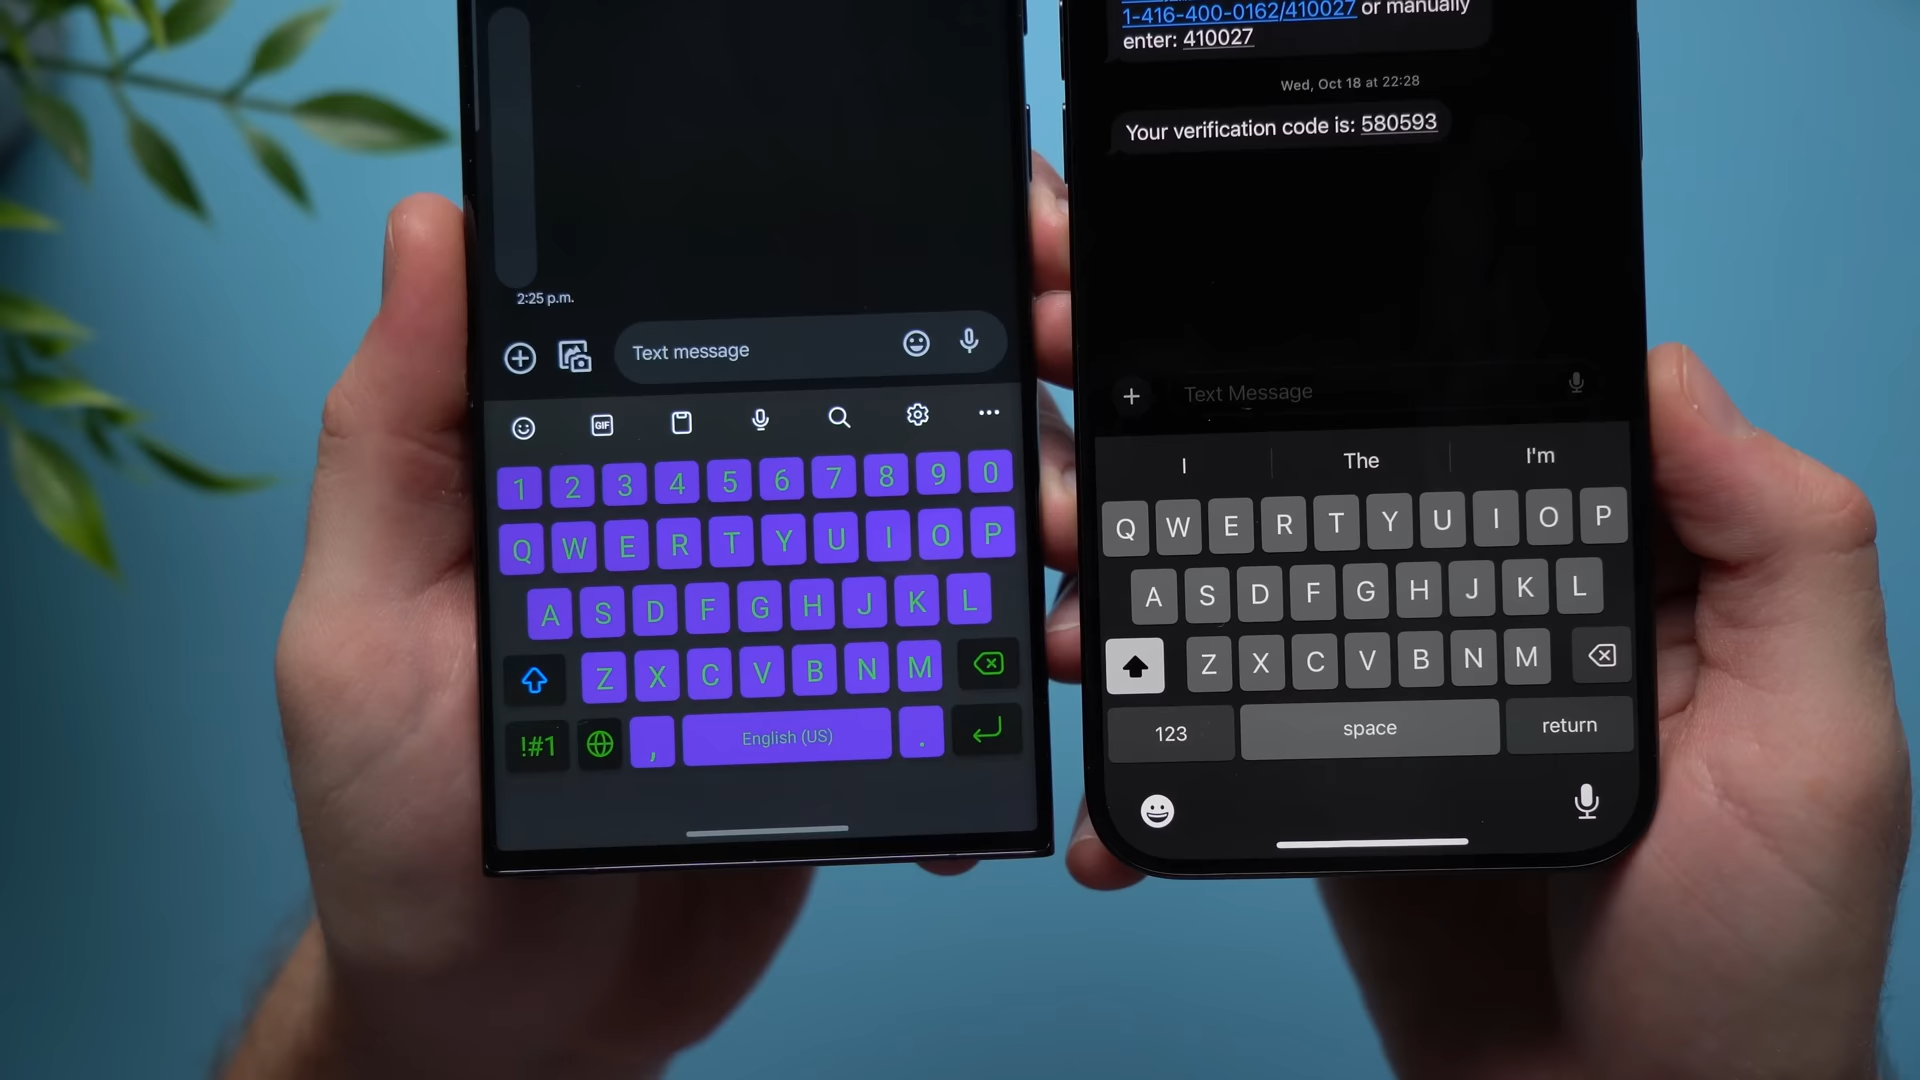 2:25 p.m.
Text message
GIF
1 2 3 4 5 6 7 8 9 0
Q W E R T Y U I O P
A S D F G H J K L
Z X C V B N M
!#1 , English (US) .
1-416-400-0162/410027 or manually
enter: 410027
Wed, Oct 18 at 22:28
Your verification code is: 580593
Text Message
I The I'm
Q W E R T Y U I O P
A S D F G H J K L
Z X C V B N M
123 space return